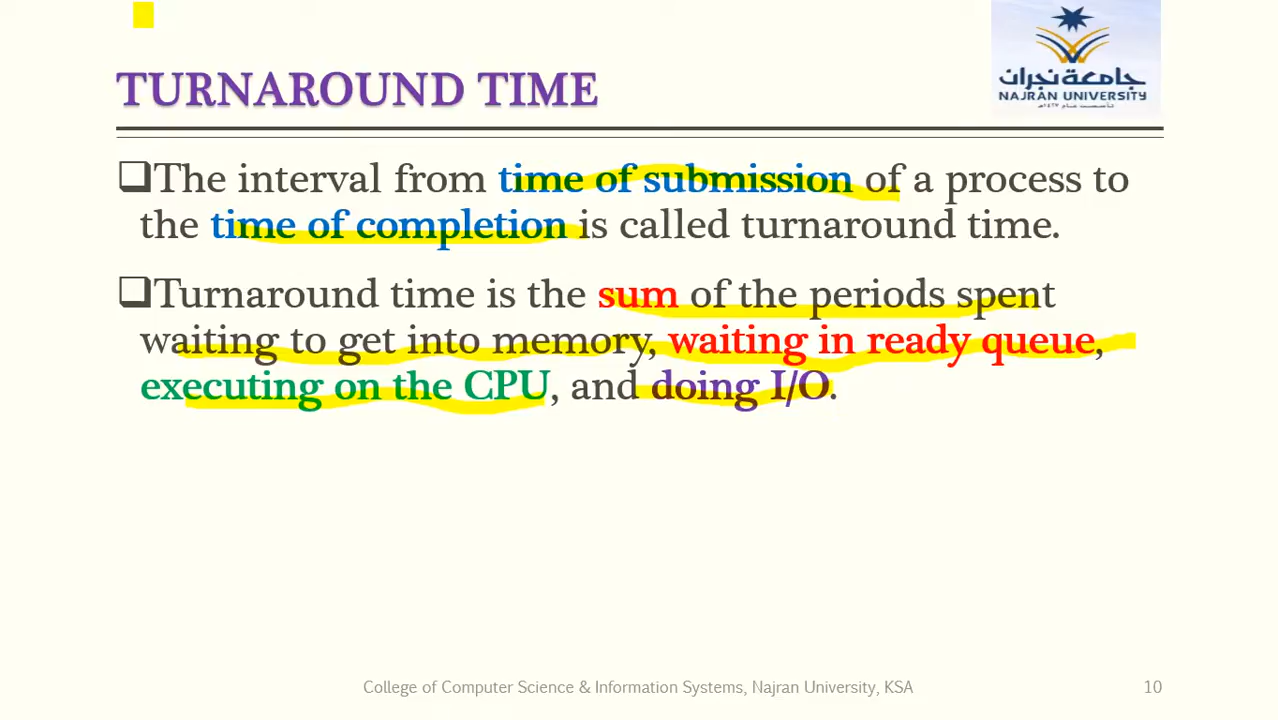 TURNAROUND TIME
جامعة نجران
NAJRAN UNIVERSITY
تأسست عام ١٤٢٧هـ
❑The interval from time of submission of a process to
the time of completion is called turnaround time.
❑Turnaround time is the sum of the periods spent
waiting to get into memory, waiting in ready queue,
executing on the CPU, and doing I/O.
College of Computer Science & Information Systems, Najran University, KSA
10